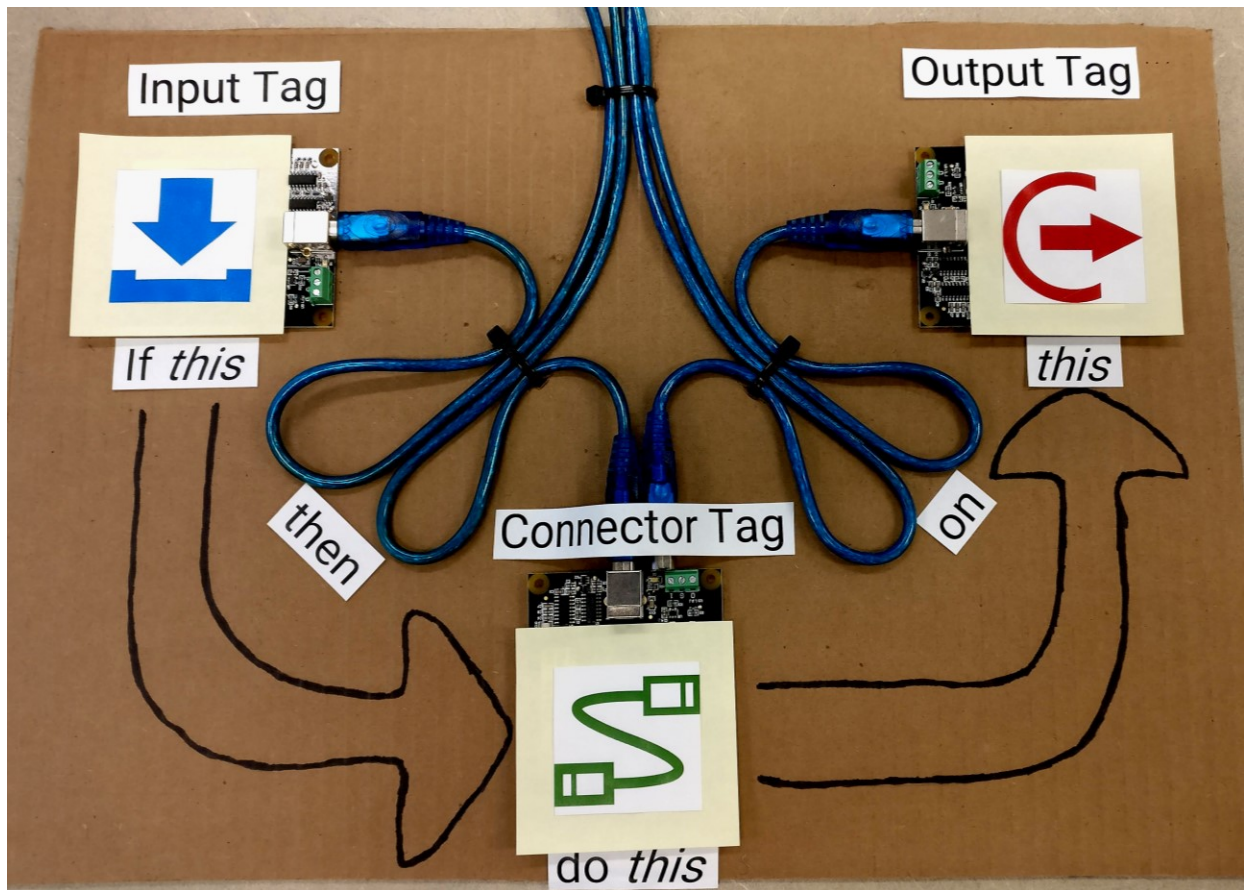 Input Tag
If this
then
Connector Tag
do this
on
Output Tag
this